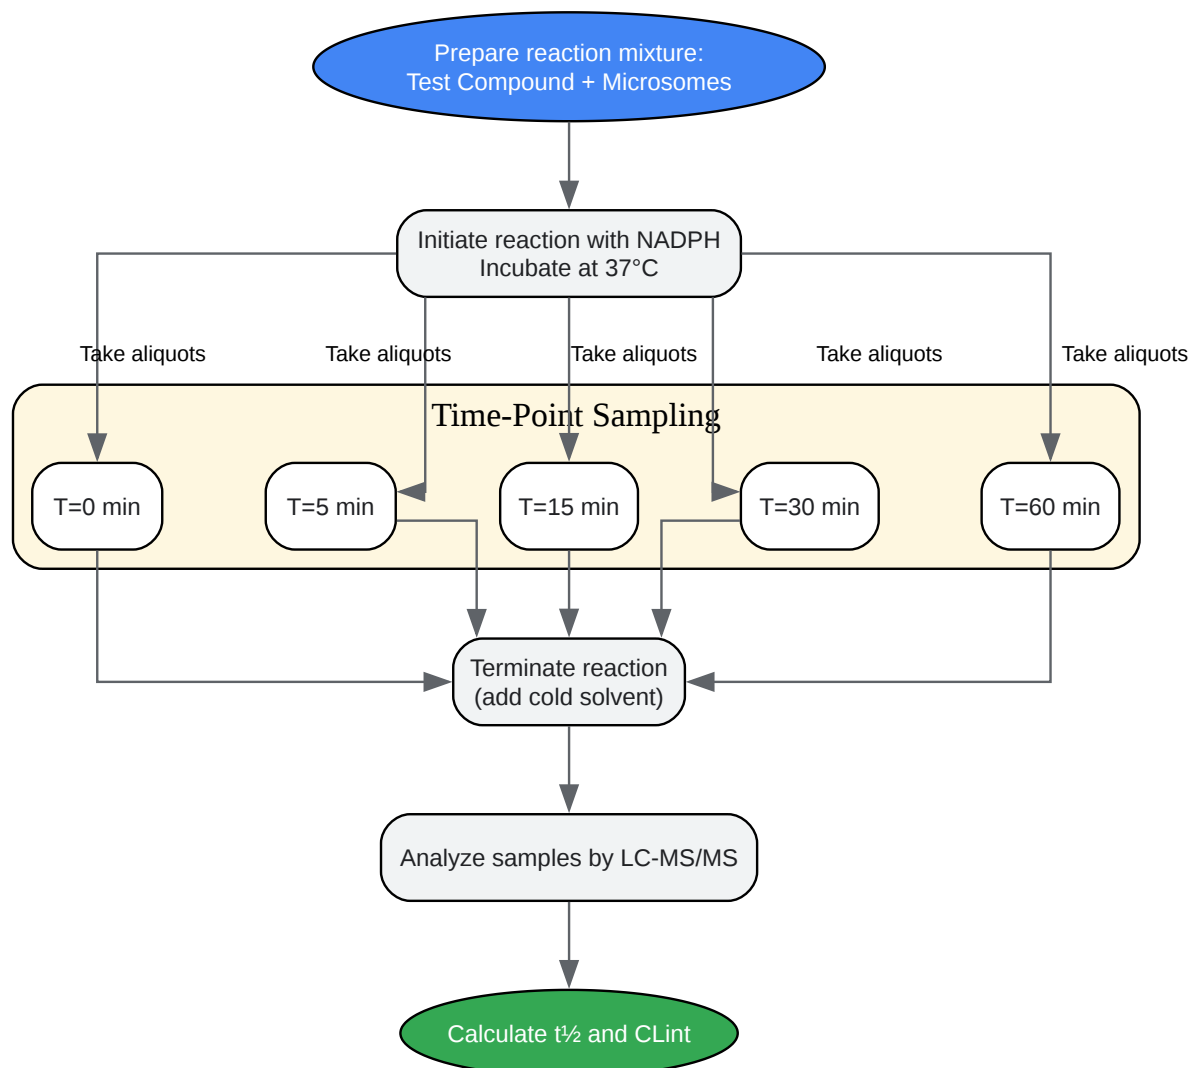 Prepare reaction mixture:
Test Compound + Microsomes
Initiate reaction with NADPH
Incubate at 37°C
Take aliquots
Take aliquots
Take aliquots
Take aliquots
Take aliquots
Time-Point Sampling
T=0 min
T=5 min
T=15 min
T=30 min
T=60 min
Terminate reaction
(add cold solvent)
Analyze samples by LC-MS/MS
Calculate t½ and CLint